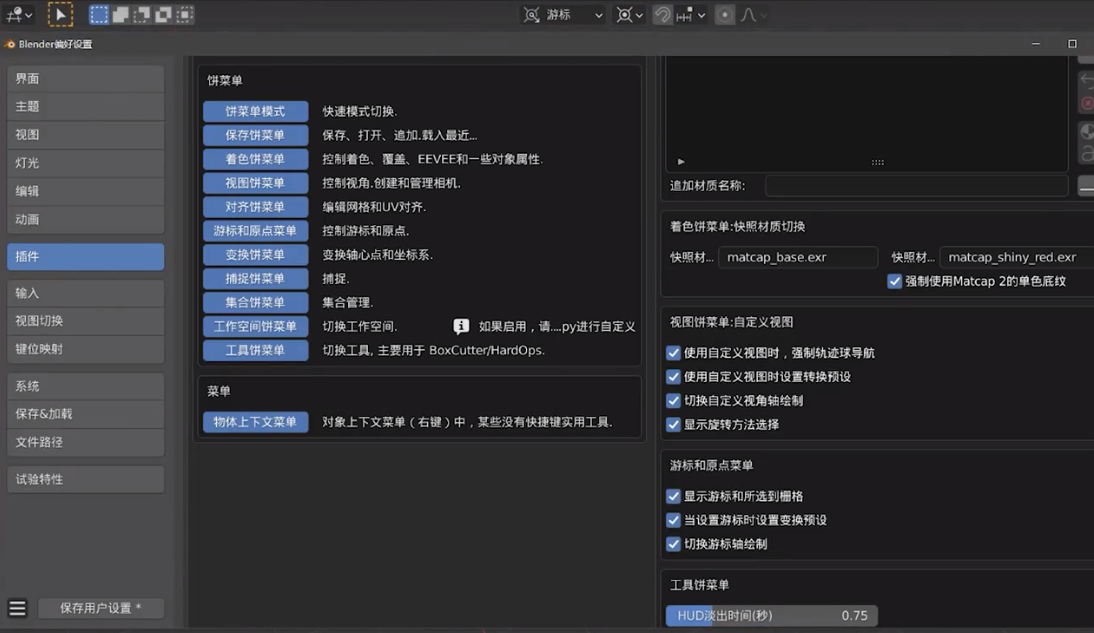 游标
Blender偏好设置
界面
主题
视图
灯光
编辑
动画
插件
输入
视图切换
键位映射
系统
保存&加载
文件路径
试验特性
保存用户设置 *
饼菜单
饼菜单模式 快速模式切换.
保存饼菜单 保存、打开、追加.载入最近...
着色饼菜单 控制着色、覆盖、EEVEE和一些对象属性.
视图饼菜单 控制视角.创建和管理相机.
对齐饼菜单 编辑网格和UV对齐.
游标和原点菜单 控制游标和原点.
变换饼菜单 变换轴心点和坐标系.
捕捉饼菜单 捕捉.
集合饼菜单 集合管理.
工作空间饼菜单 切换工作空间. 如果启用，请...py进行自定义
工具饼菜单 切换工具, 主要用于 BoxCutter/HardOps.
菜单
物体上下文菜单 对象上下文菜单（右键）中，某些没有快捷键实用工具.
追加材质名称:
着色饼菜单:快照材质切换
快照材... matcap_base.exr 快照材... matcap_shiny_red.exr
强制使用Matcap 2的单色底纹
视图饼菜单:自定义视图
使用自定义视图时，强制轨迹球导航
使用自定义视图时设置转换预设
切换自定义视角轴绘制
显示旋转方法选择
游标和原点菜单
显示游标和所选到栅格
当设置游标时设置变换预设
切换游标轴绘制
工具饼菜单
HUD淡出时间(秒) 0.75